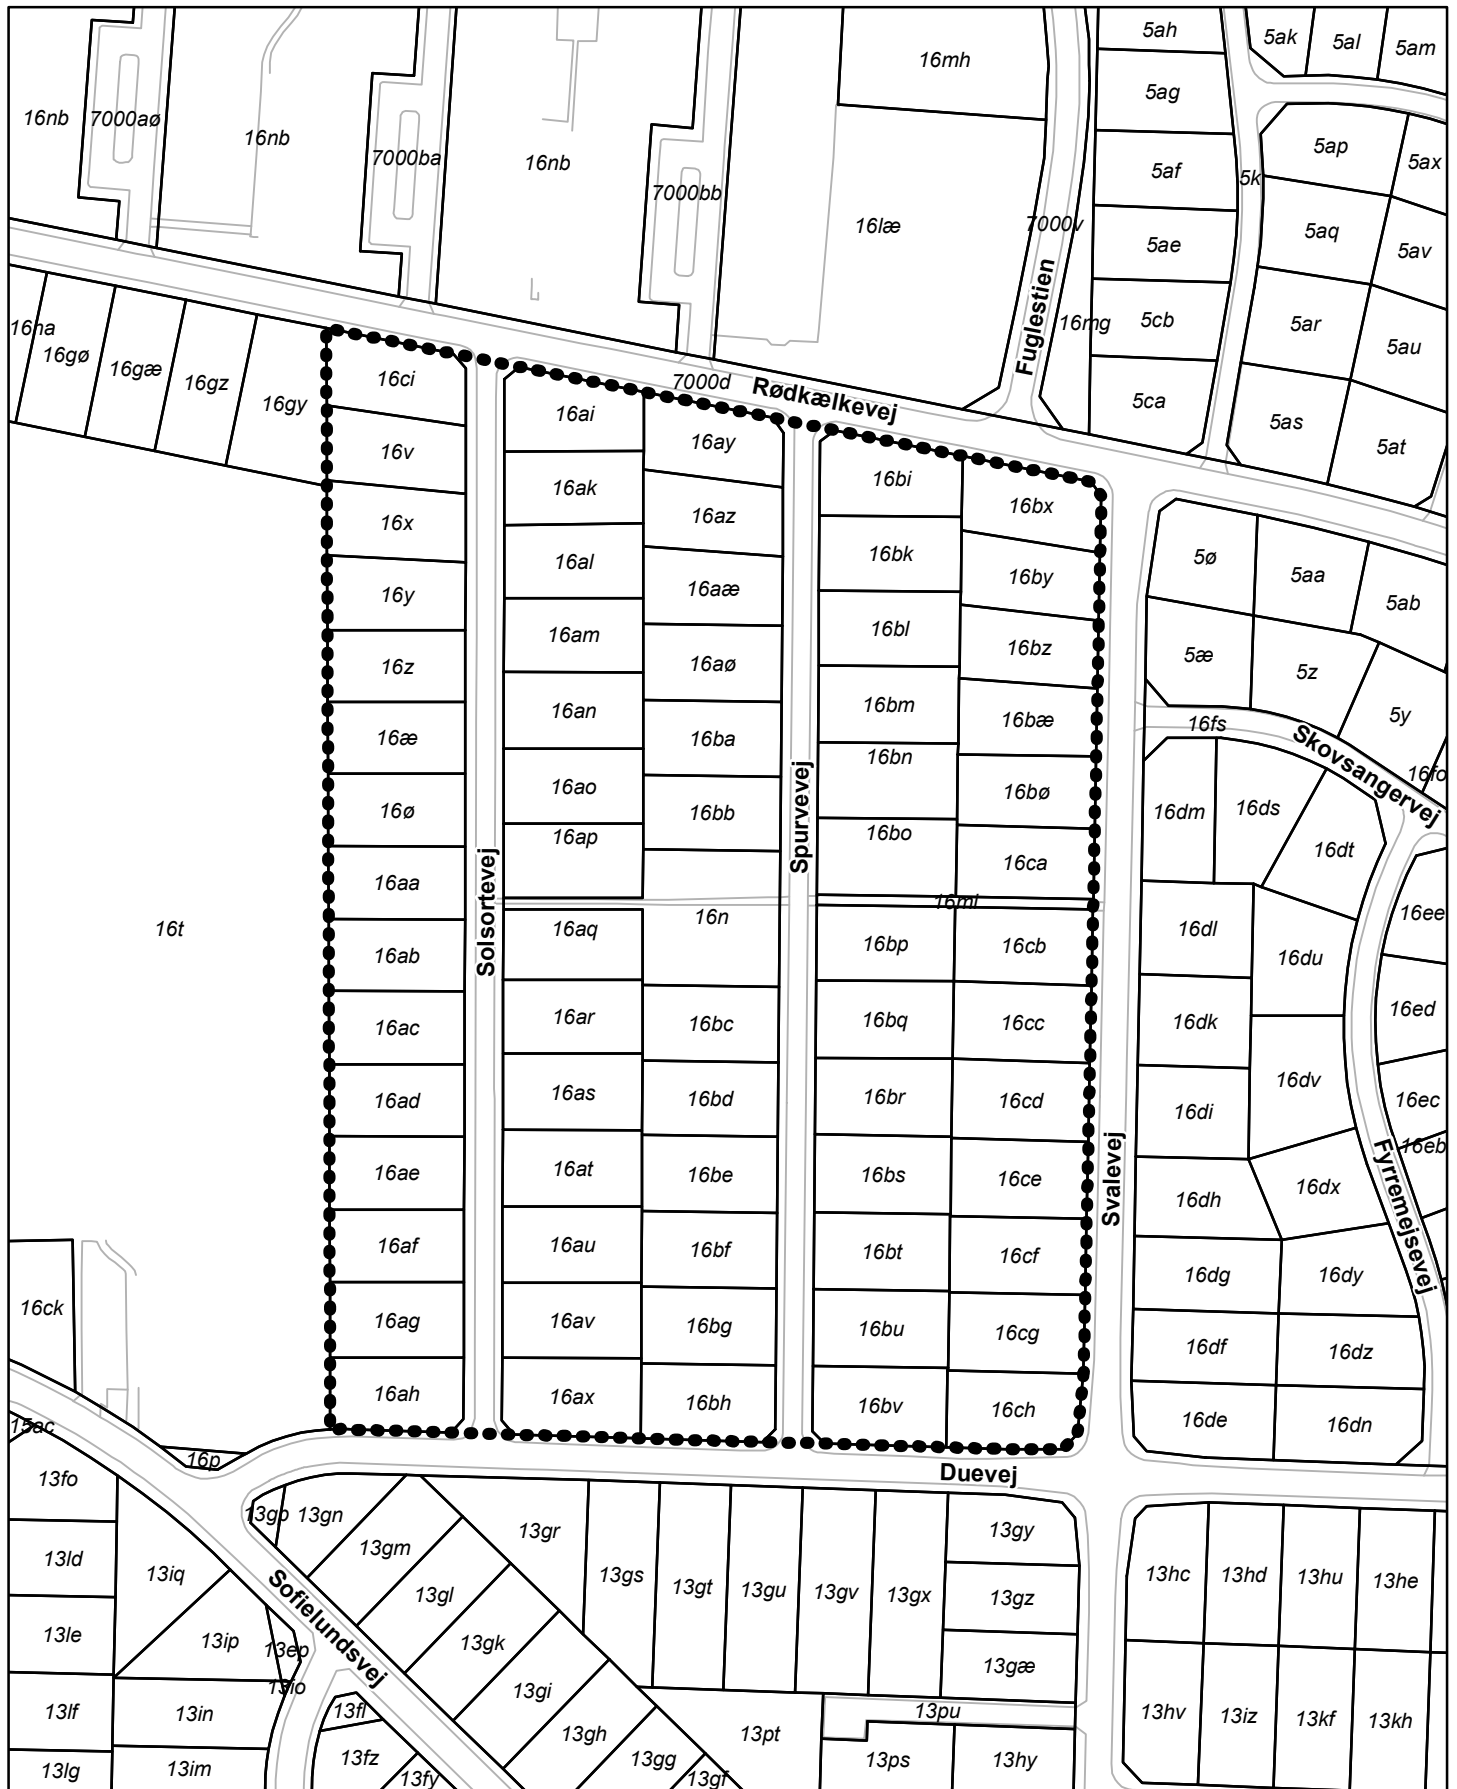 5ah
5ak
5al
5am
16mh
5ag
16nb
7000aø
16nb
7000ba
16nb
7000bb
16læ
7000v
5af
5k
5ap
5ax
5ae
5aq
5av
16mg
5cb
5ar
5au
5ca
5as
5at
Fuglestien
16ha
16gø
16gæ
16gz
16gy
7000d
Rødkælkevej
16ci
16ai
16ay
16v
16ak
16az
16bi
16bx
16x
16al
16aæ
16bk
16by
16y
16am
16aø
16bl
16bz
16z
16an
16ba
16bm
16bæ
16æ
16ao
16bb
16bn
16bø
16ø
16ap
16bo
16ca
16aa
16n
16ml
16ab
16aq
16bp
16cb
16ac
16ar
16bc
16bq
16cc
16ad
16as
16bd
16br
16cd
16ae
16at
16be
16bs
16ce
16af
16au
16bf
16bt
16cf
16ag
16av
16bg
16bu
16cg
16ah
16ax
16bh
16bv
16ch
Solsortevej
Spurvevej
Svalevej
16t
5ø
5aa
5ab
5æ
5z
5y
16fs
Skovsangervej
16fo
16dm
16ds
16dt
16ee
16dl
16du
16ed
16dk
16dv
16ec
16di
16eb
16dh
16dx
Fyrremejsevej
16dg
16dy
16df
16dz
16de
16dn
16ck
15ac
16p
Duevej
13fo
13gp
13gn
13gr
13gy
13ld
13iq
13gm
13gs
13gt
13gu
13gv
13gx
13gz
13hc
13hd
13hu
13he
13le
13ip
13ep
13gl
13gk
13gæ
Sofielundsvej
13io
13gi
13lf
13in
13fl
13gh
13pt
13pu
13hv
13iz
13kf
13kh
13lg
13im
13fz
13fy
13gg
13gf
13ps
13hy